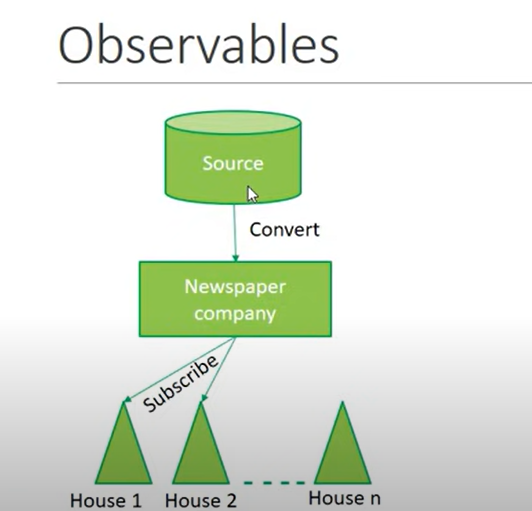 Observables
Source
Convert
Newspaper
company
Subscribe
House 1
House 2
House n